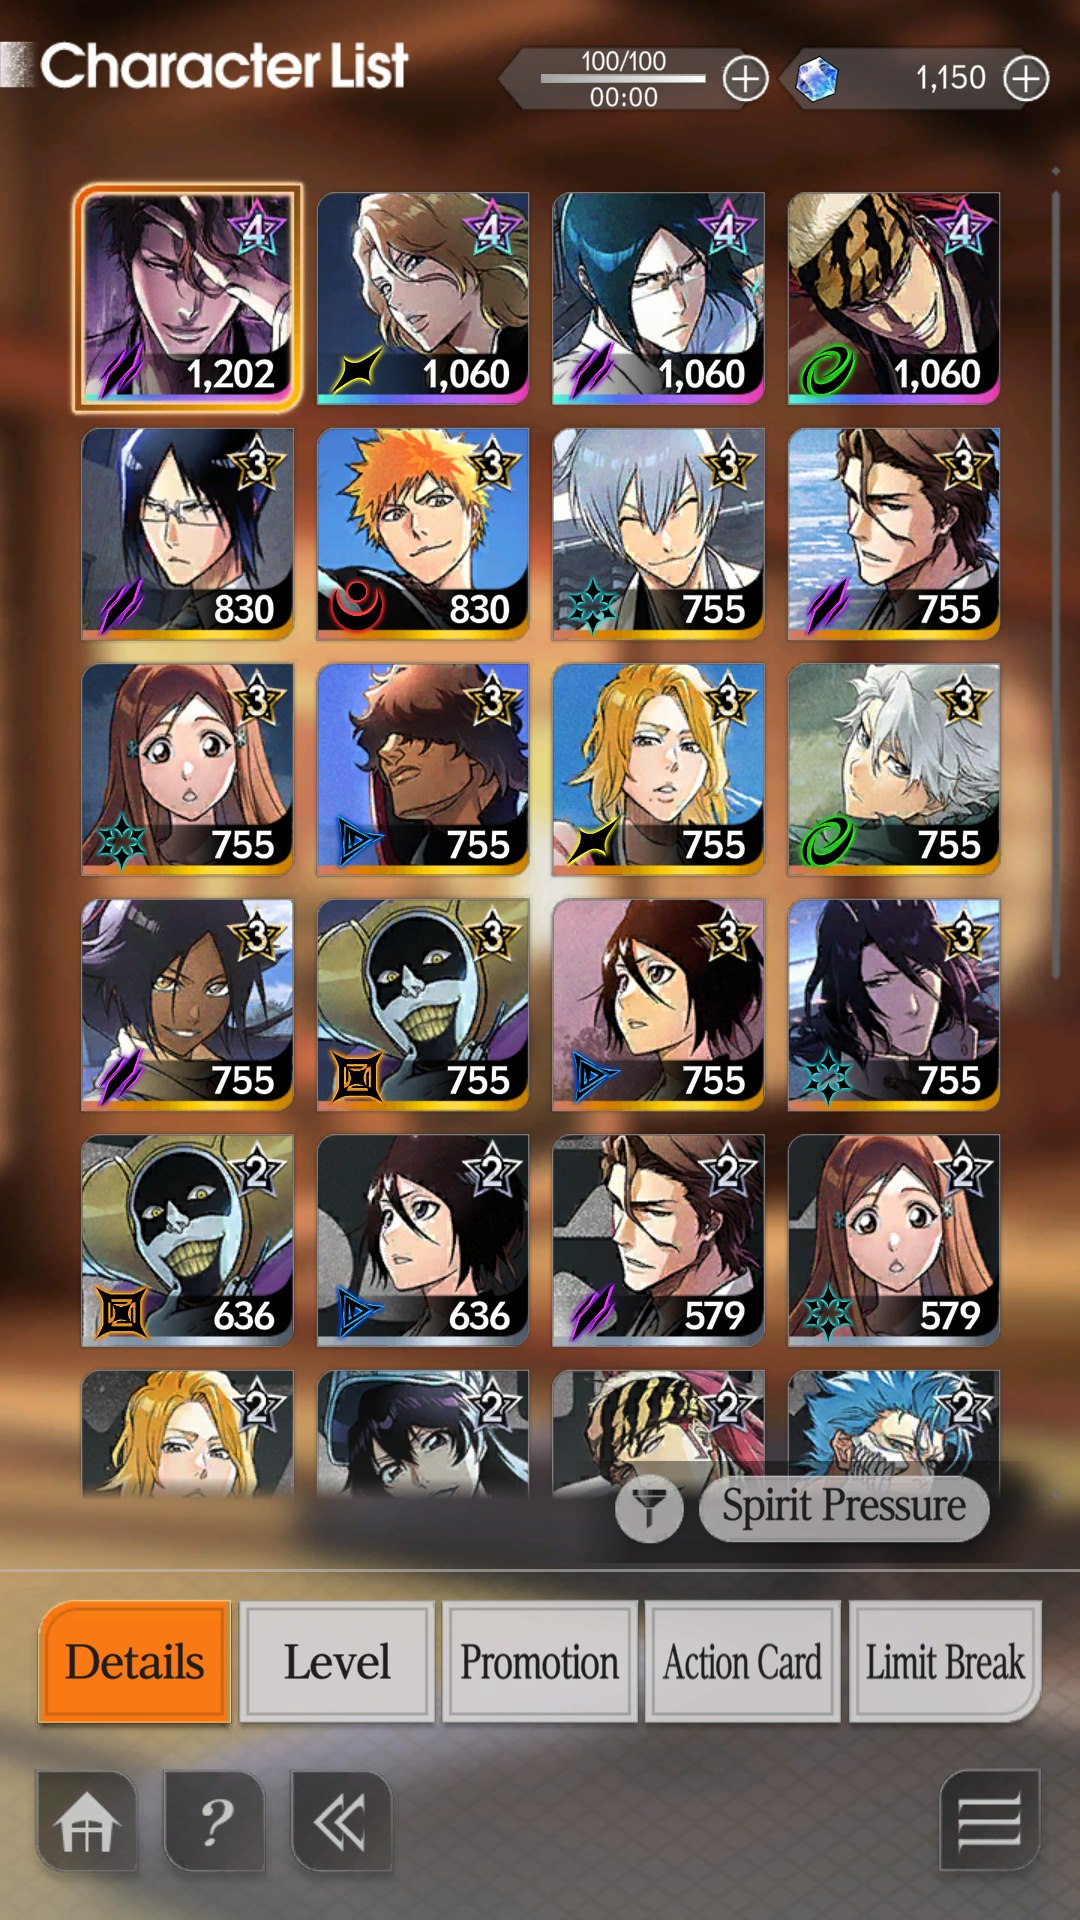 Character List
100/100
00:00
1,150
4 4 4 4
1,202 1,060 1,060 1,060
3 3 3 3
830 830 755 755
3 3 3 3
755 755 755 755
3 3 3 3
755 755 755 755
2 2 2 2
636 636 579 579
2 2 2 2
Spirit Pressure
Details Level Promotion Action Card Limit Break
?